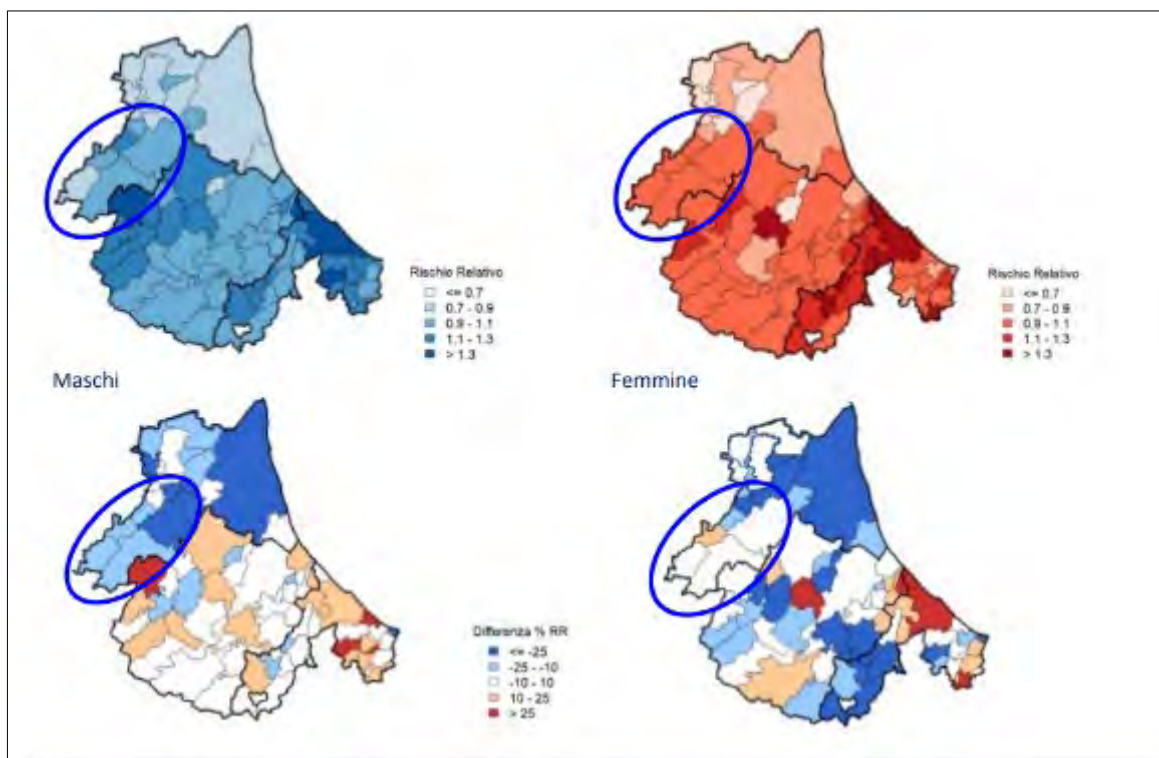 Rischio Relativo
<= 0.7
0.7 - 0.9
0.9 - 1.1
1.1 - 1.3
> 1.3
Rischio Relativo
<= 0.7
0.7 - 0.9
0.9 - 1.1
1.1 - 1.3
> 1.3
Maschi
Femmine
Differenza % RR
<= -25
-25 - -10
-10 - 10
10 - 25
> 25